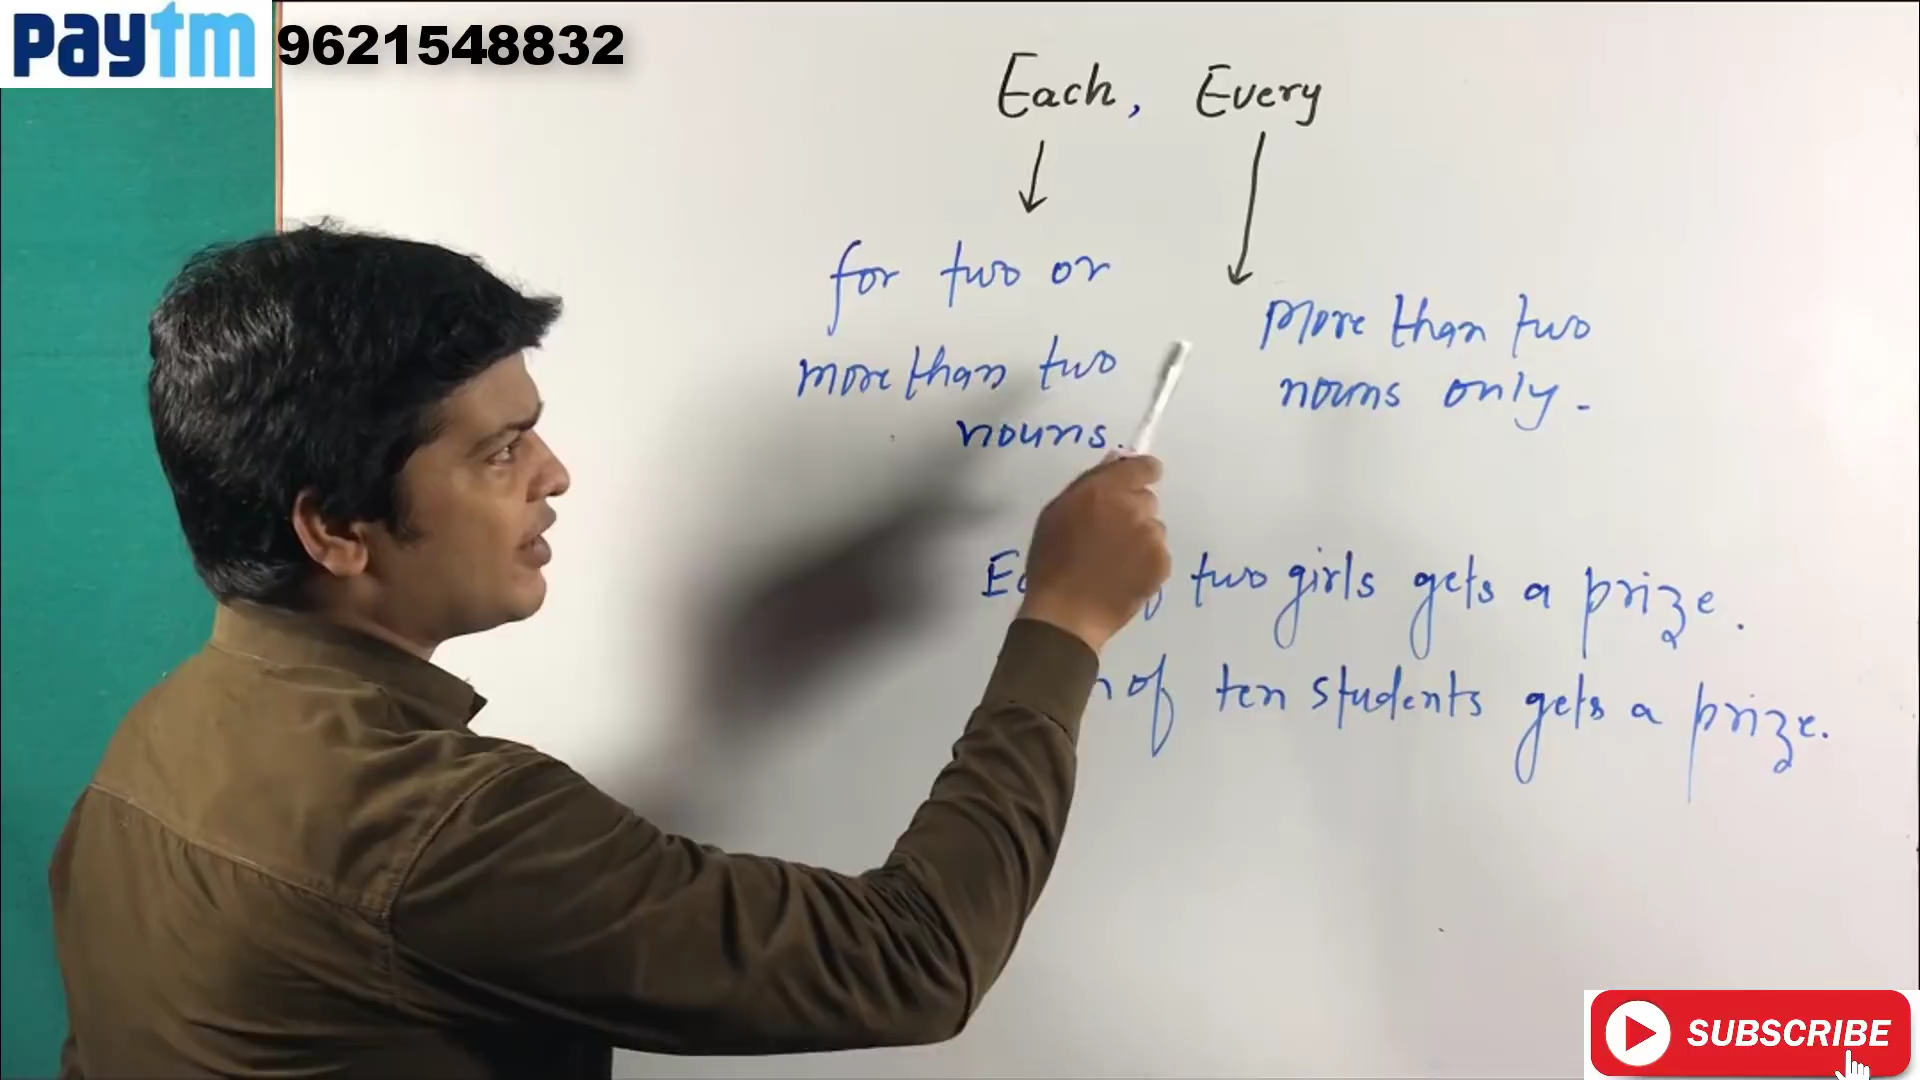 paytm 9621548832
Each, Every
for two or
more than two
nouns.
More than two
nouns only.
two girls gets a prize.
of ten students gets a prize.
SUBSCRIBE